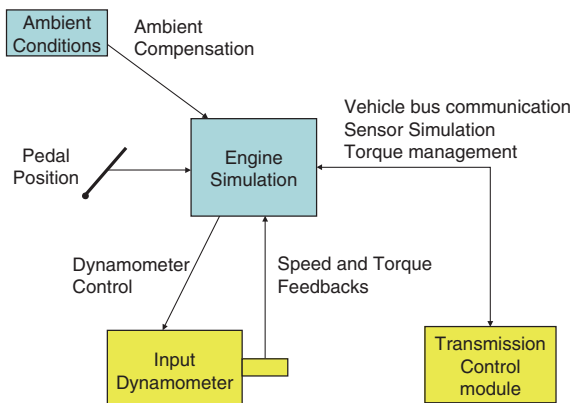 Ambient
Conditions
Ambient
Compensation
Vehicle bus communication
Sensor Simulation
Torque management
Pedal
Position
Engine
Simulation
Dynamometer
Control
Speed and Torque
Feedbacks
Input
Dynamometer
Transmission
Control
module